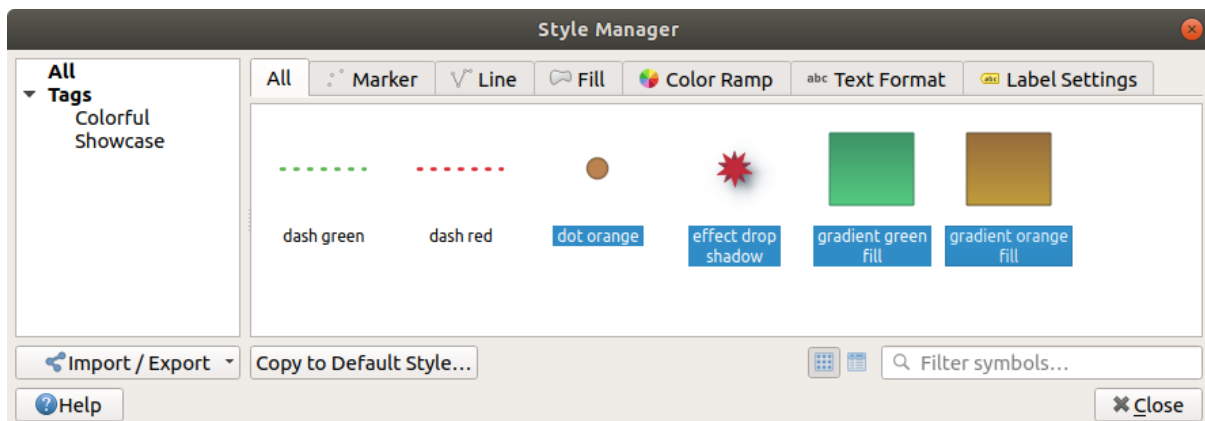 Style Manager
All
Tags
Colorful
Showcase
All
Marker
Line
Fill
Color Ramp
abc Text Format
abc Label Settings
dash green
dash red
dot orange
effect drop
shadow
gradient green
fill
gradient orange
fill
Import / Export
Copy to Default Style...
Filter symbols...
Help
Close